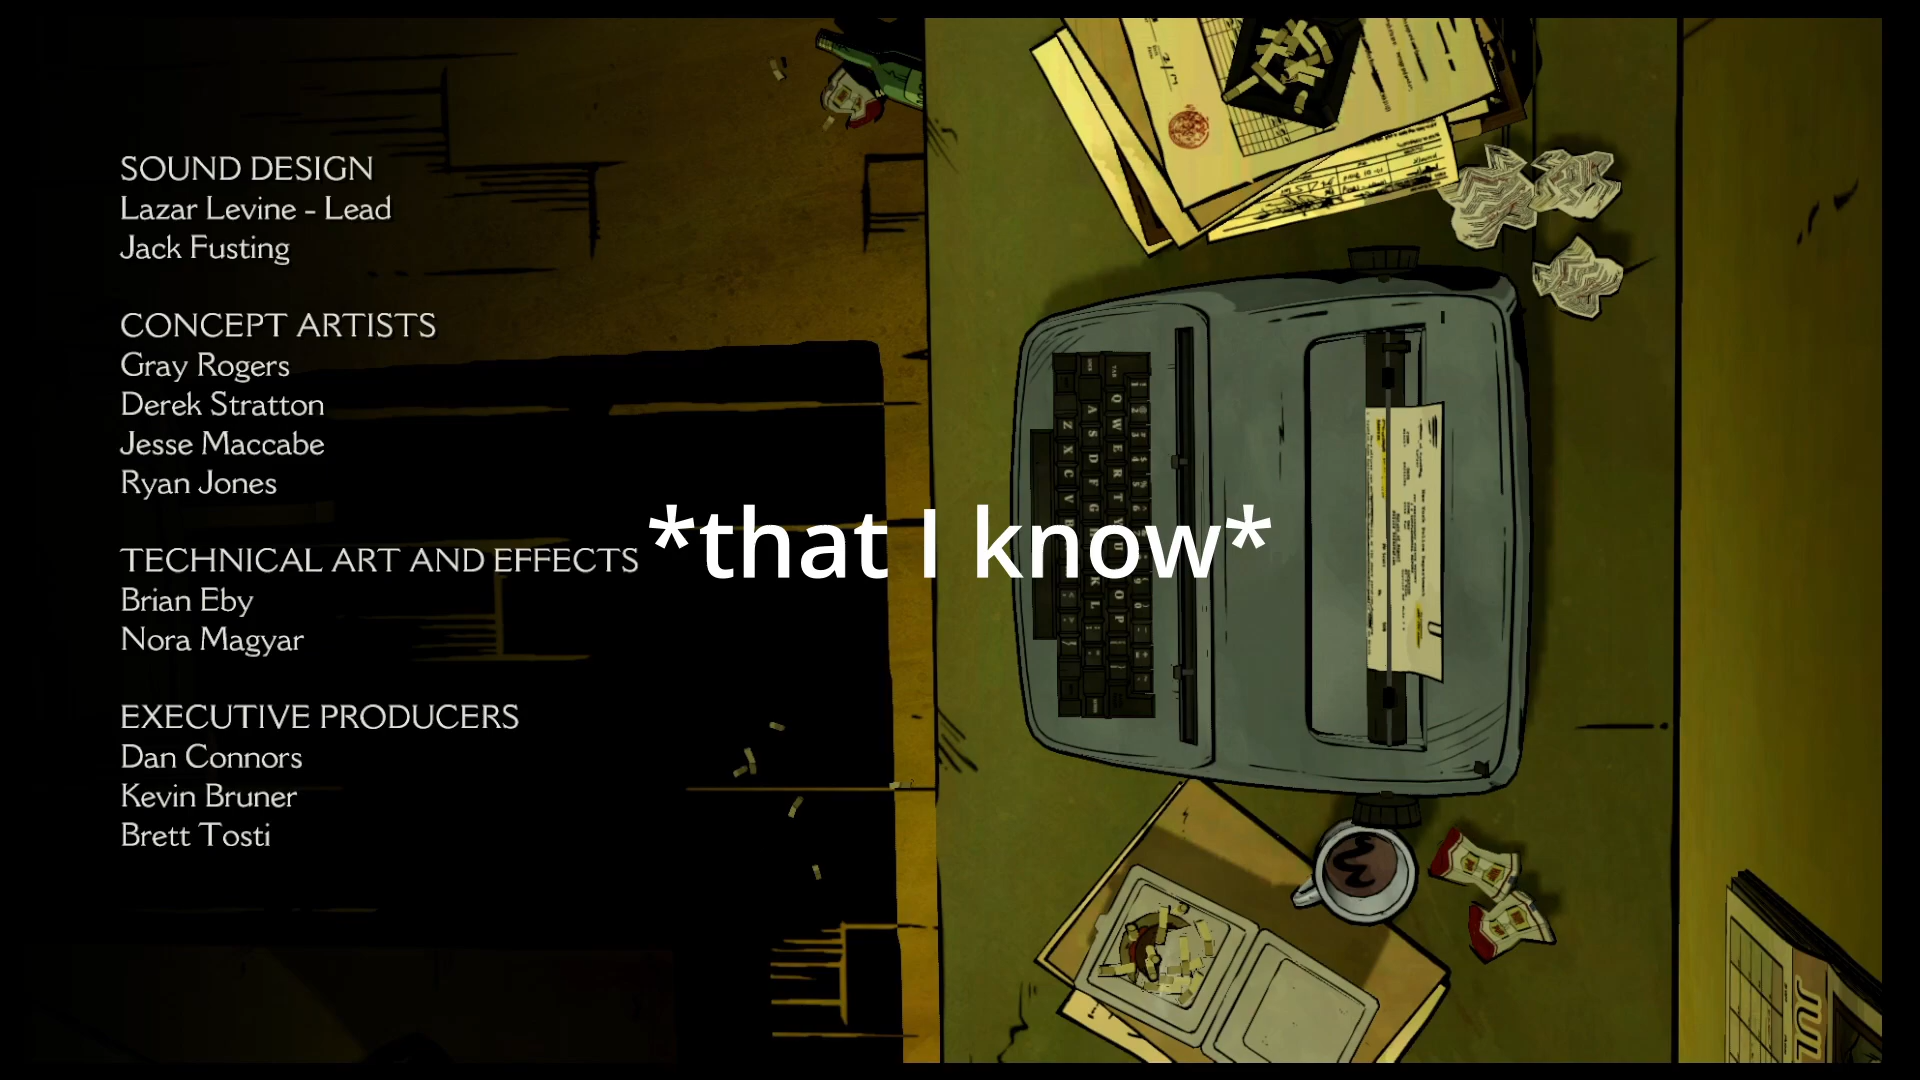 SOUND DESIGN
Lazar Levine - Lead
Jack Fusting
CONCEPT ARTISTS
Gray Rogers
Derek Stratton
Jesse Maccabe
Ryan Jones
TECHNICAL ART AND EFFECTS
Brian Eby
Nora Magyar
EXECUTIVE PRODUCERS
Dan Connors
Kevin Bruner
Brett Tosti
*that I know*